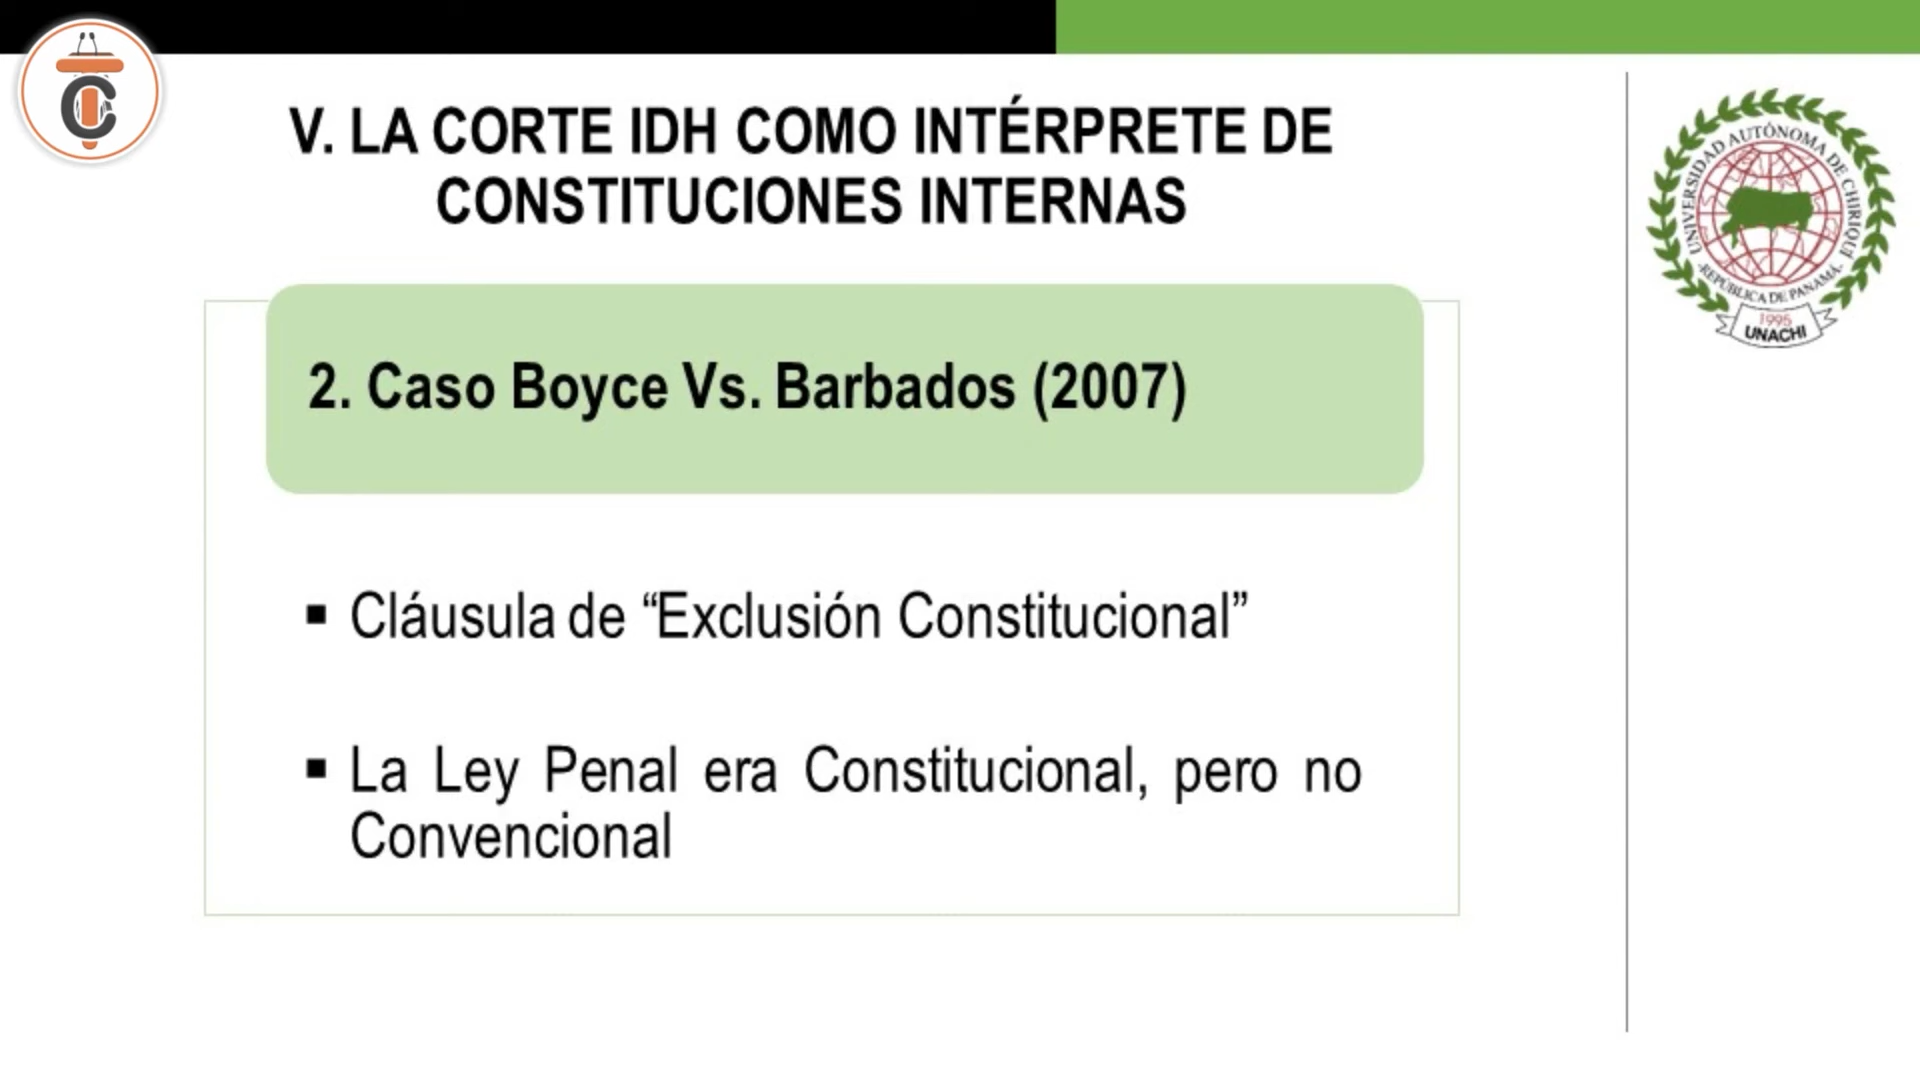 V. LA CORTE IDH COMO INTÉRPRETE DE
CONSTITUCIONES INTERNAS
UNIVERSIDAD AUTÓNOMA DE CHIRIQUÍ
-REPÚBLICA DE PANAMÁ-
1995
UNACHI
2. Caso Boyce Vs. Barbados (2007)
▪ Cláusula de “Exclusión Constitucional”
▪ La Ley Penal era Constitucional, pero no
Convencional